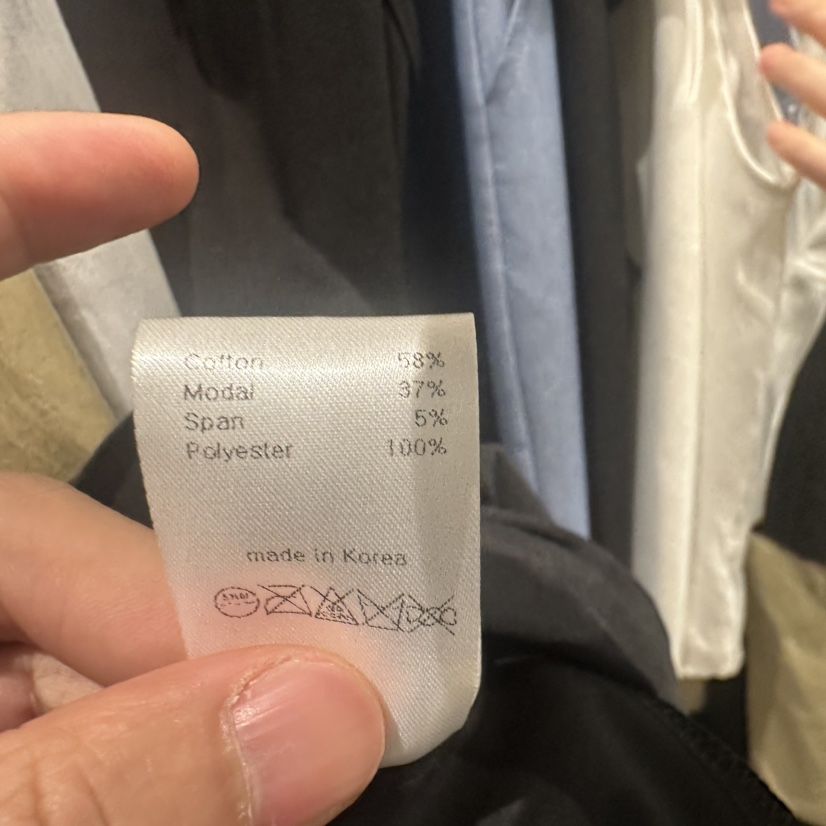 Cotton 58%
Modal 37%
Span 5%
Polyester 100%
made in Korea